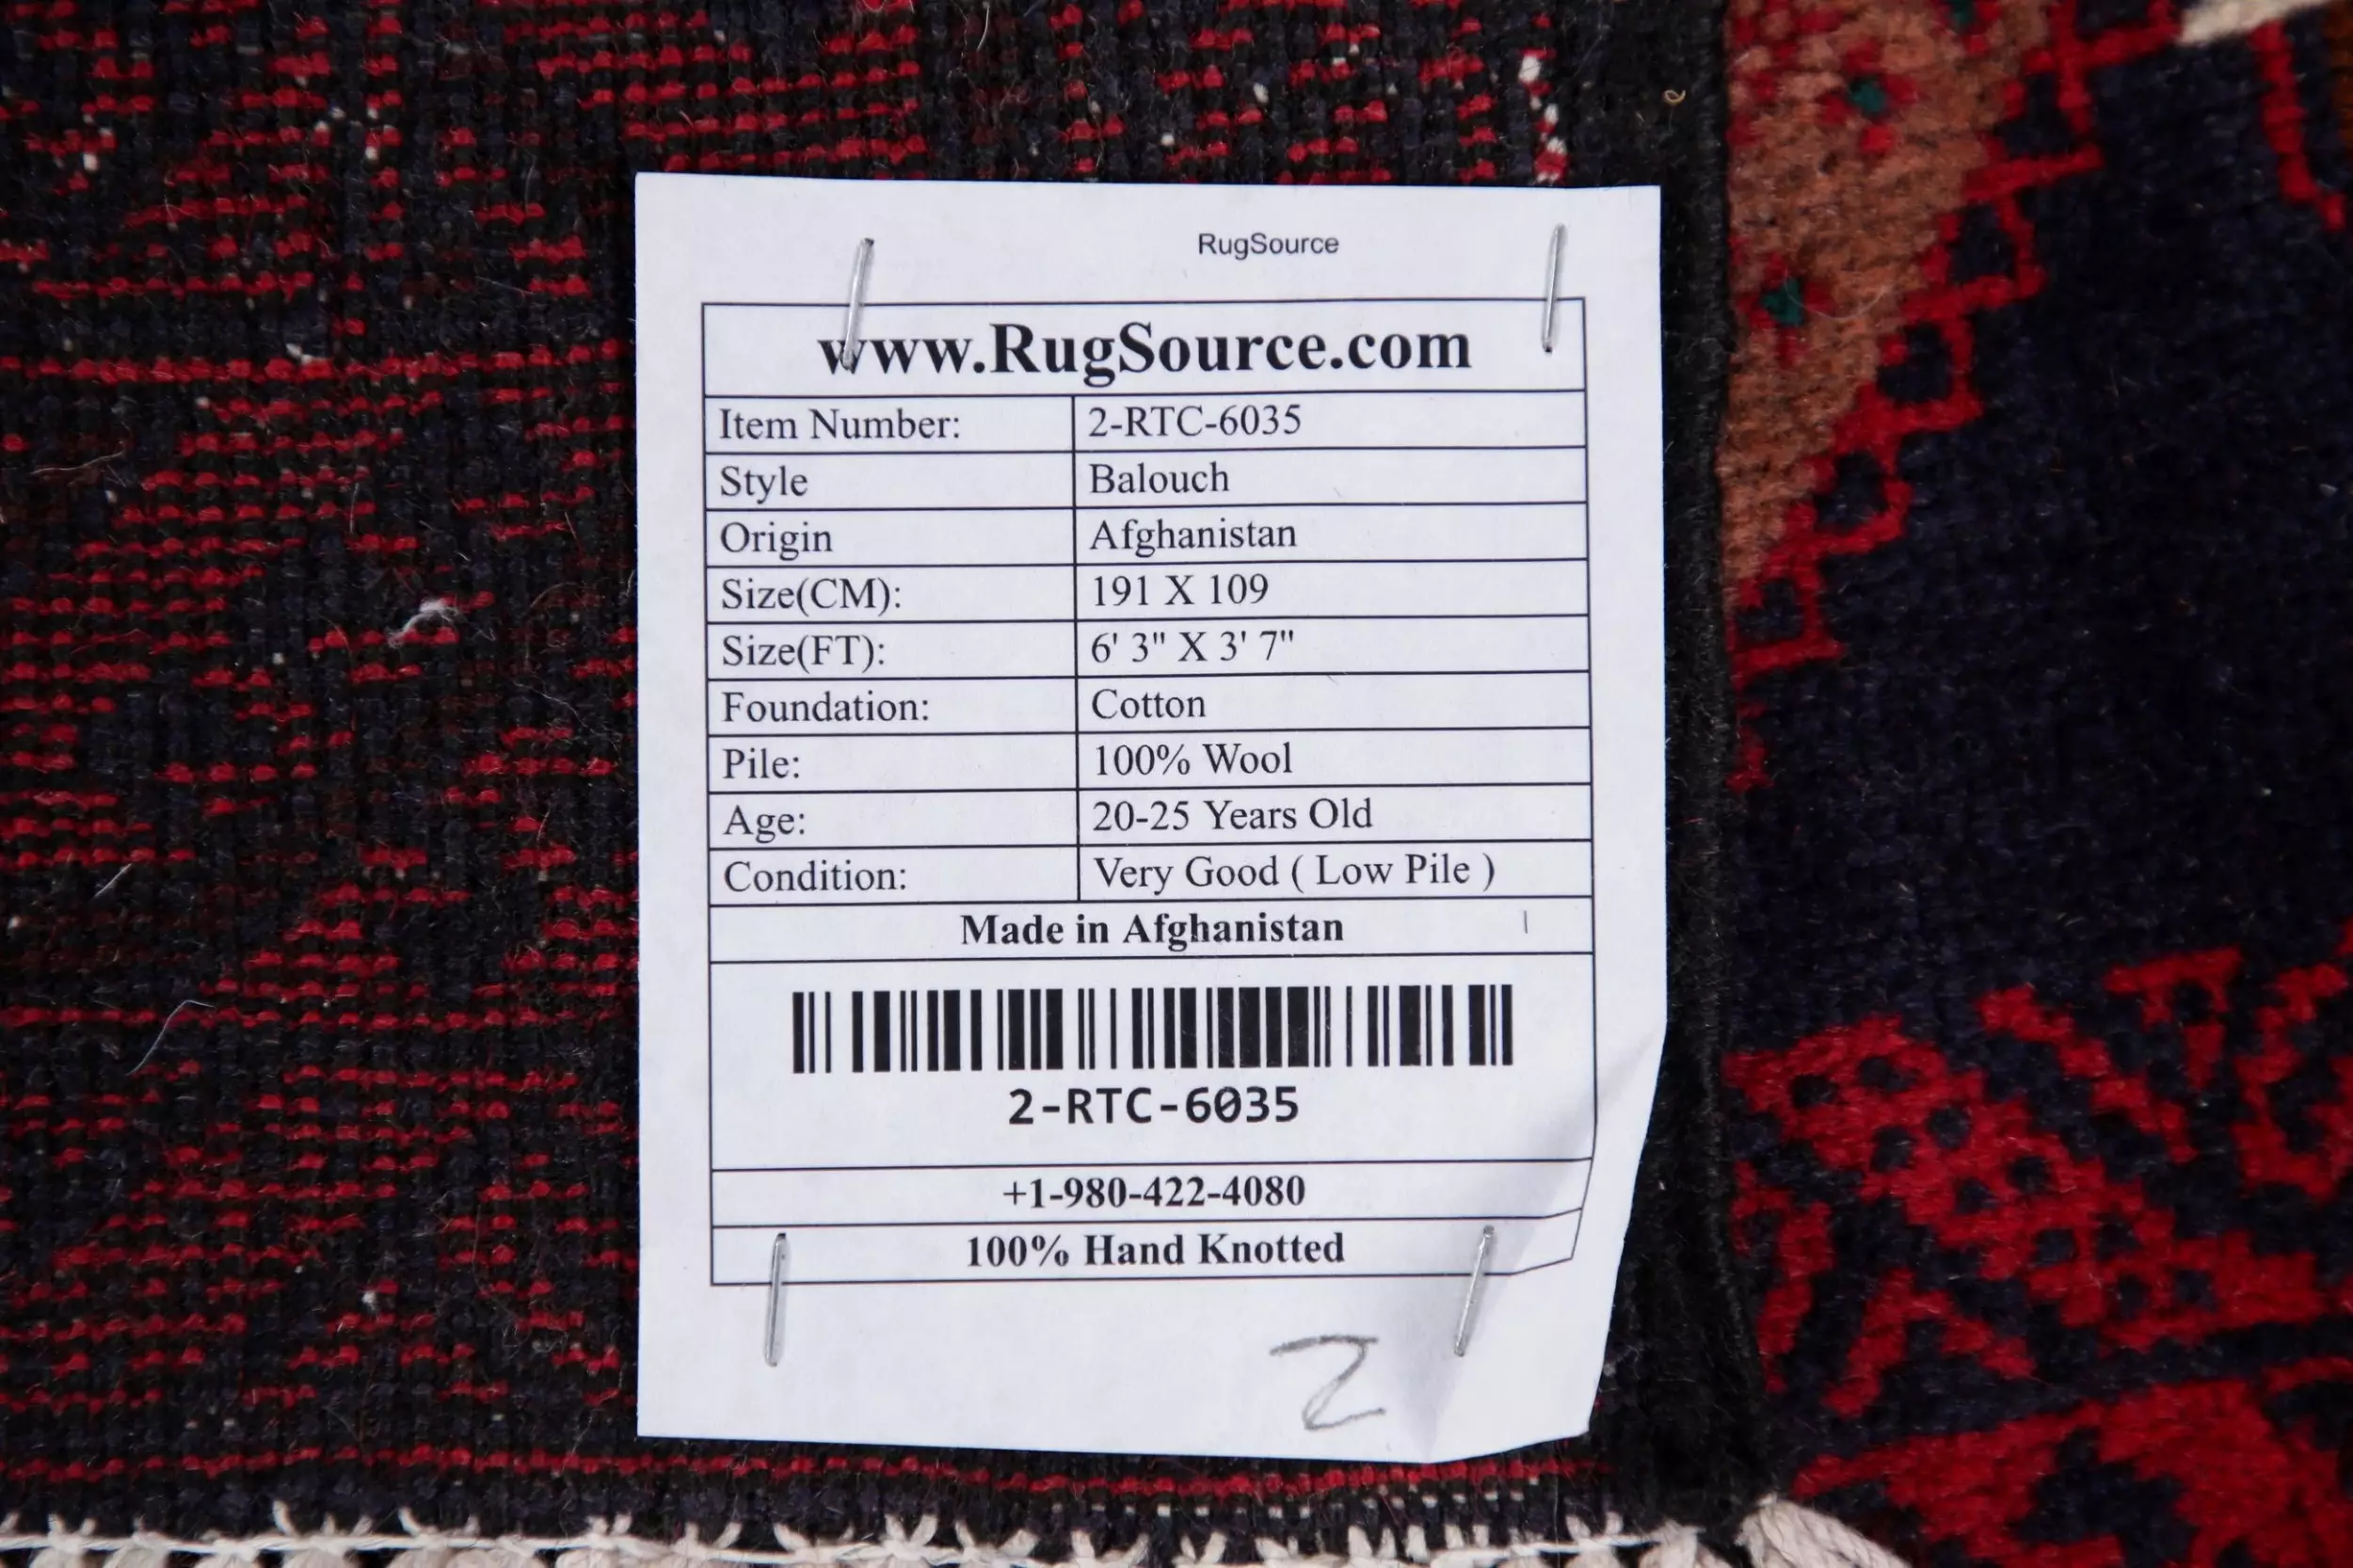 RugSource
www.RugSource.com
Item Number: 2-RTC-6035
Style Balouch
Origin Afghanistan
Size(CM): 191 X 109
Size(FT): 6' 3" X 3' 7"
Foundation: Cotton
Pile: 100% Wool
Age: 20-25 Years Old
Condition: Very Good ( Low Pile )
Made in Afghanistan
2-RTC-6035
+1-980-422-4080
100% Hand Knotted
2